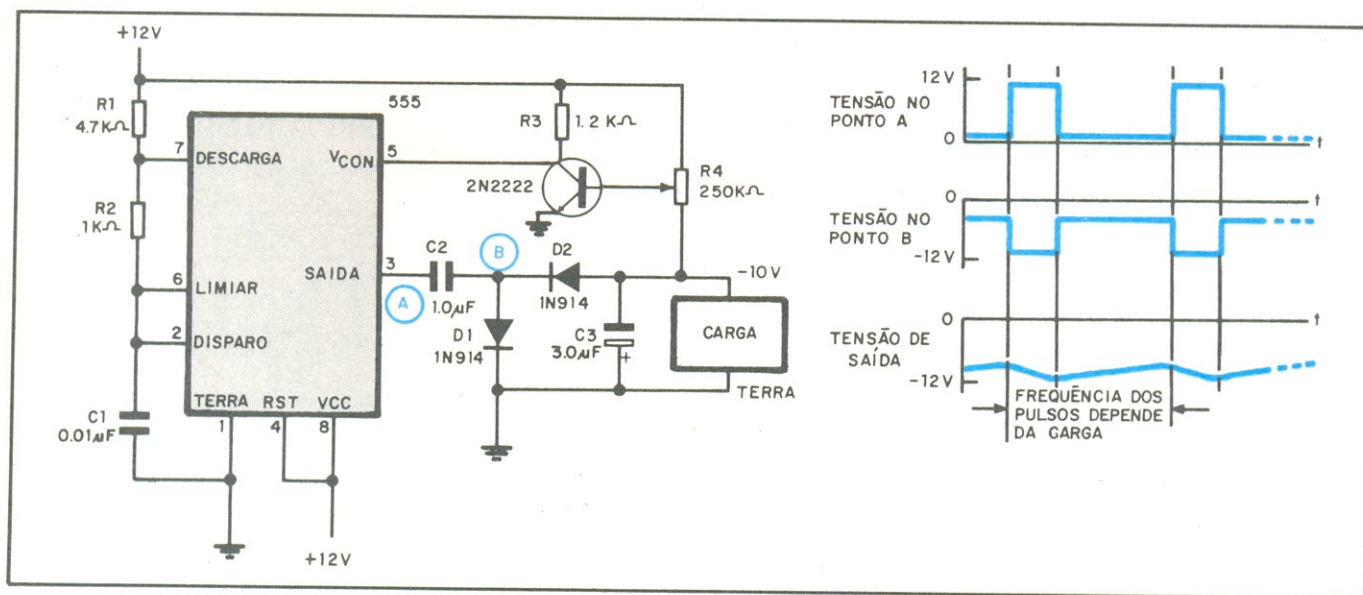 +12V
R1
4.7KΩ
7
DESCARGA
R2
1KΩ
6
LIMIAR
2
DISPARO
C1
0.01µF
TERRA
RST
VCC
1
4
8
+12V
555
VCON
5
SAIDA
3
A
R3
1.2 KΩ
2N2222
R4
250KΩ
C2
1.0µF
B
D2
1N914
D1
1N914
C3
3.0µF
+
-10V
CARGA
TERRA
TENSÃO NO
PONTO A
12V
0
t
TENSÃO NO
PONTO B
0
-12V
t
TENSÃO DE
SAÍDA
0
-12V
t
FREQUÊNCIA DOS
PULSOS DEPENDE
DA CARGA